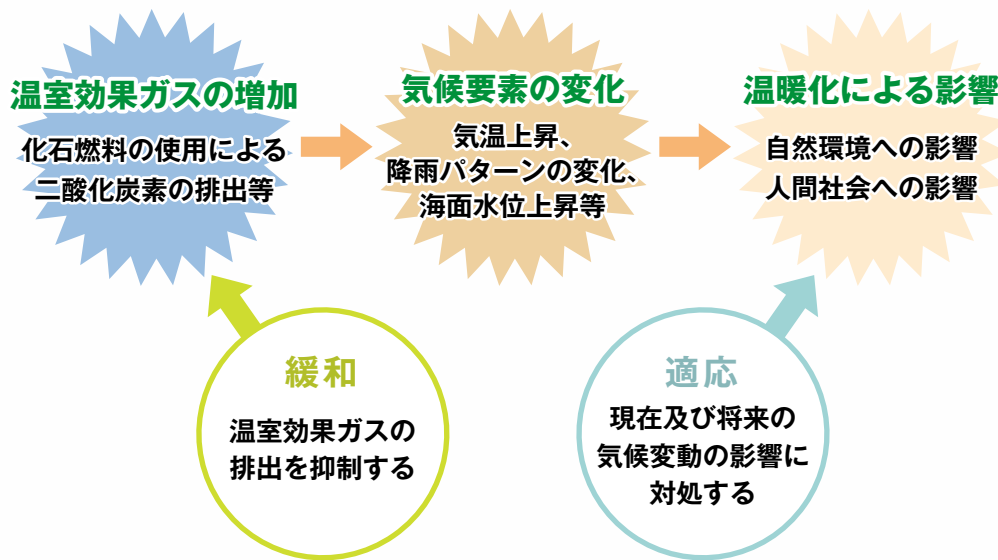 温室効果ガスの増加
化石燃料の使用による
二酸化炭素の排出等
気候要素の変化
気温上昇、
降雨パターンの変化、
海面水位上昇等
温暖化による影響
自然環境への影響
人間社会への影響
緩和
温室効果ガスの
排出を抑制する
適応
現在及び将来の
気候変動の影響に
対処する